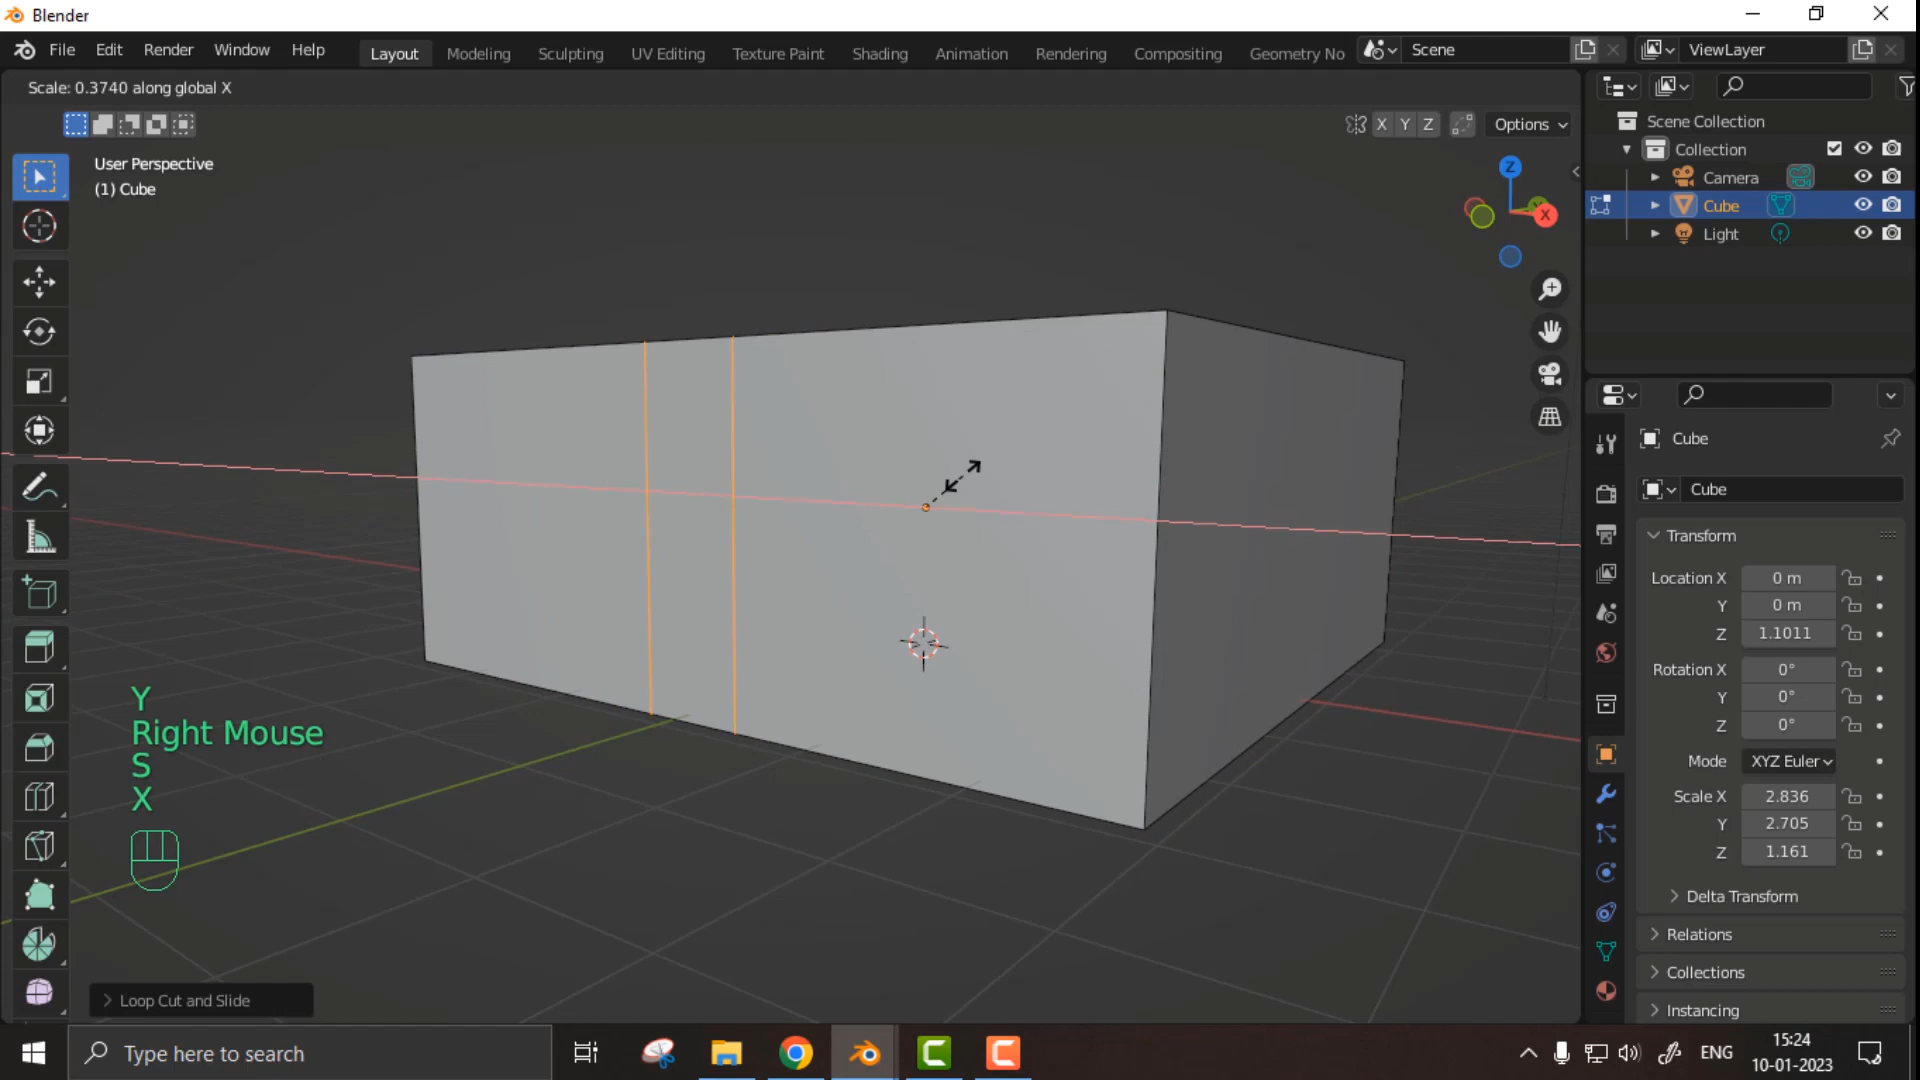 Blender
File Edit Render Window Help
Layout Modeling Sculpting UV Editing Texture Paint Shading Animation Rendering Compositing Geometry No
Scene
ViewLayer
Scale: 0.3740 along global X
X Y Z
Options
User Perspective
(1) Cube
Z
X
Scene Collection
Collection
Camera
Cube
Light
Cube
Cube
Transform
Location X 0 m
Y 0 m
Z 1.1011
Rotation X 0°
Y 0°
Z 0°
Mode XYZ Euler
Scale X 2.836
Y 2.705
Z 1.161
Delta Transform
Relations
Collections
Instancing
Y
Right Mouse
S
X
Loop Cut and Slide
Type here to search
ENG
15:24
10-01-2023